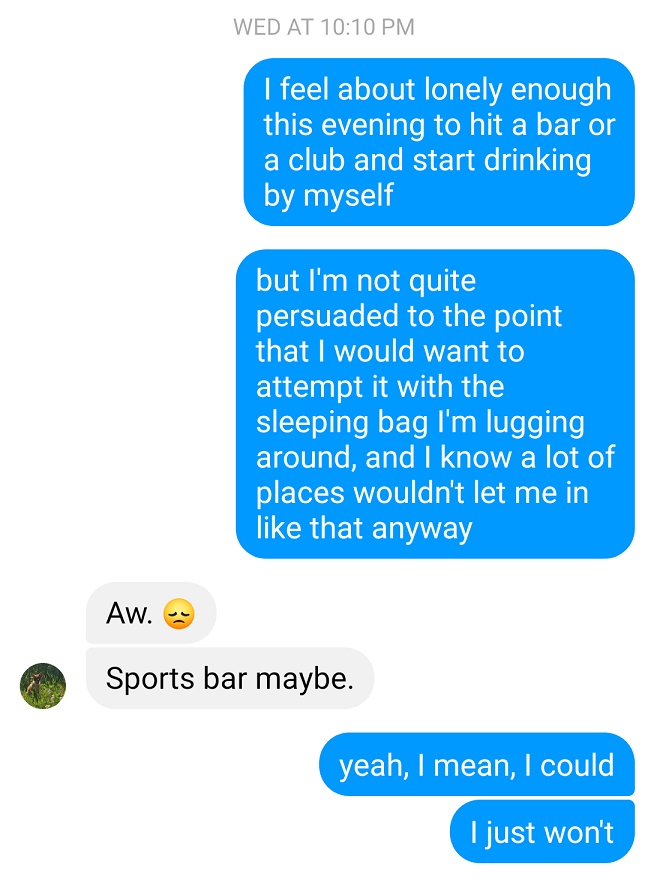 WED AT 10:10 PM
I feel about lonely enough
this evening to hit a bar or
a club and start drinking
by myself
but I'm not quite
persuaded to the point
that I would want to
attempt it with the
sleeping bag I'm lugging
around, and I know a lot of
places wouldn't let me in
like that anyway
Aw. 😞
Sports bar maybe.
yeah, I mean, I could
I just won't